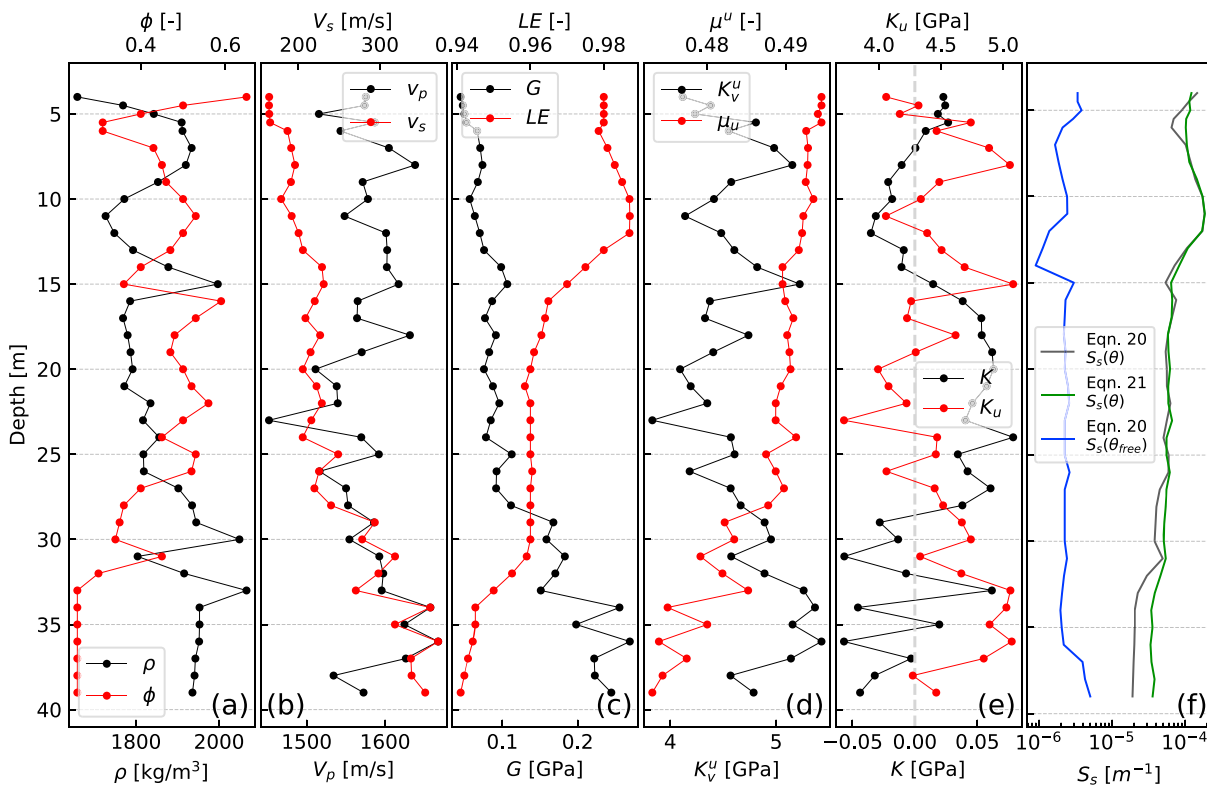 ϕ [-]
V_s [m/s]
LE [-]
μ^u [-]
K_u [GPa]
0.4 0.6
200 300
0.94 0.96 0.98
0.48 0.49
4.0 4.5 5.0
v_p
v_s
G
LE
K_v^u
μ_u
5
10
15
20
25
30
35
40
Depth [m]
Eqn. 20
S_s(θ)
Eqn. 21
S_s(θ)
Eqn. 20
S_s(θ_free)
K
K_u
ρ
ϕ
(a) (b) (c) (d) (e) (f)
1800 2000
1500 1600
0.1 0.2
4 5
−0.05 0.00 0.05
10^−6 10^−5 10^−4
ρ [kg/m^3]
V_p [m/s]
G [GPa]
K_v^u [GPa]
K [GPa]
S_s [m^−1]